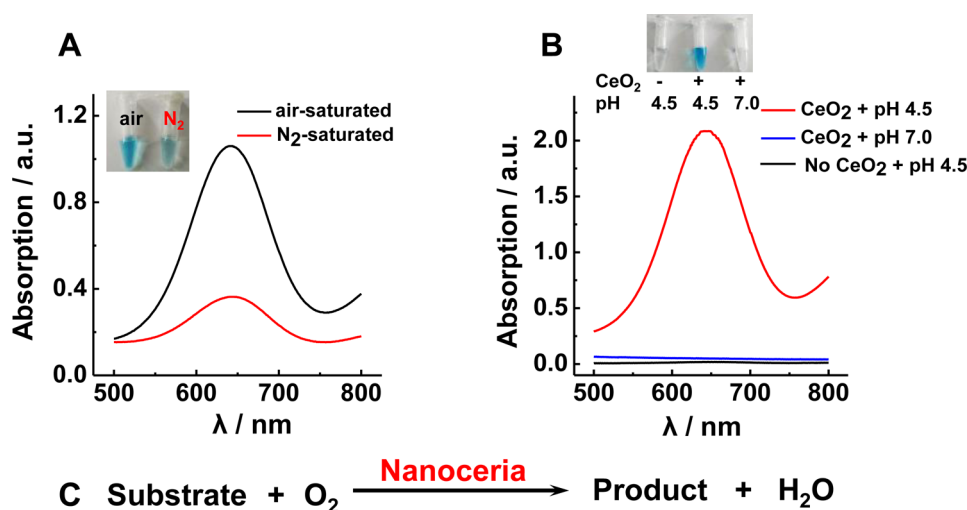 A
air
N₂
air-saturated
N₂-saturated
1.2
0.8
0.4
0.0
Absorption / a.u.
500 600 700 800
λ / nm
B
CeO₂ - + +
pH 4.5 4.5 7.0
CeO₂ + pH 4.5
CeO₂ + pH 7.0
No CeO₂ + pH 4.5
2.0
1.5
1.0
0.5
0.0
Absorption / a.u.
500 600 700 800
λ / nm
Nanoceria
C Substrate + O₂ Product + H₂O